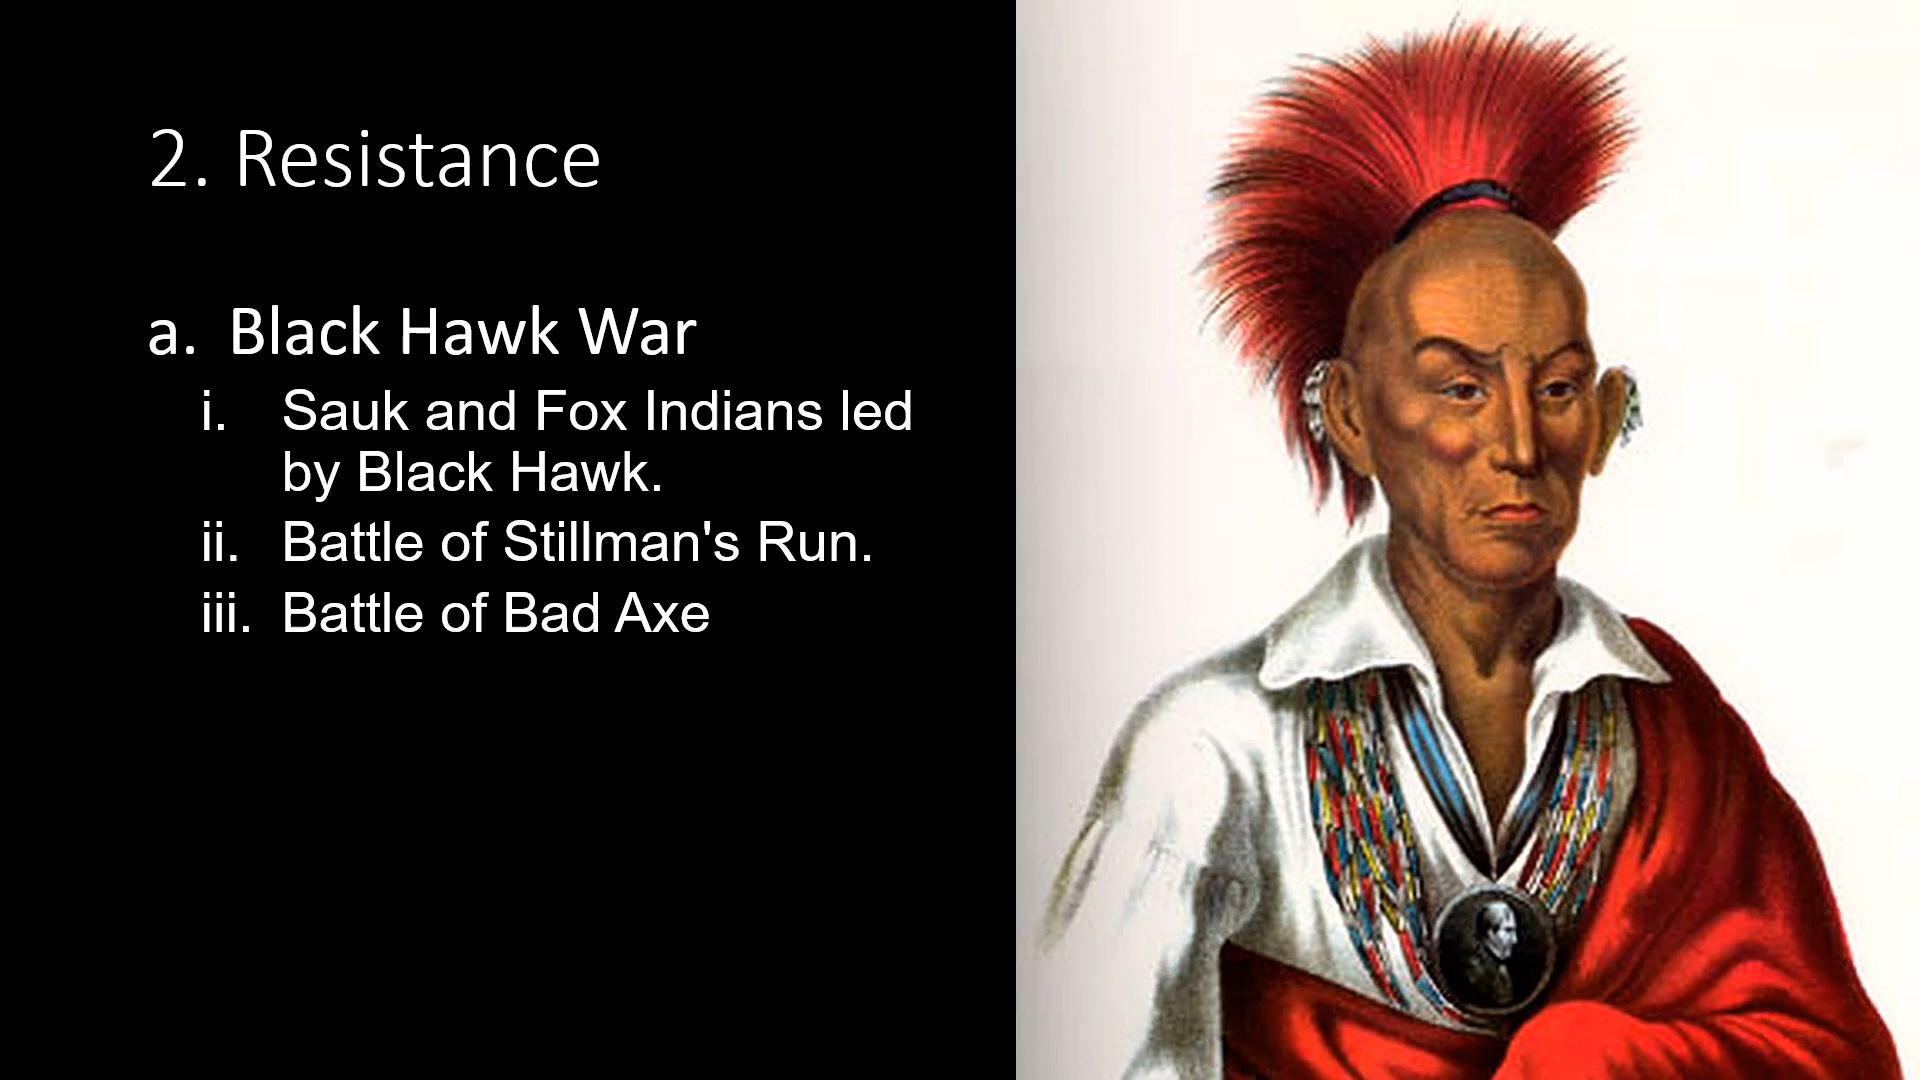 2. Resistance
a. Black Hawk War
i. Sauk and Fox Indians led
by Black Hawk.
ii. Battle of Stillman's Run.
iii. Battle of Bad Axe